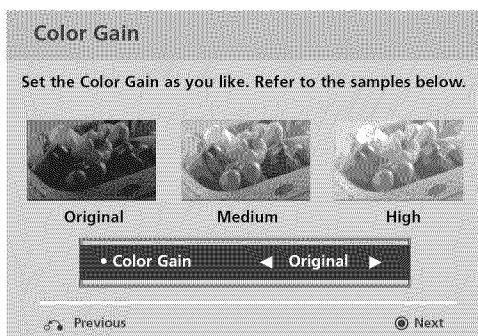 Color Gain
Set the Color Gain as you like. Refer to the samples below.
Original Medium High
• Color Gain ◄ Original ►
Previous Next